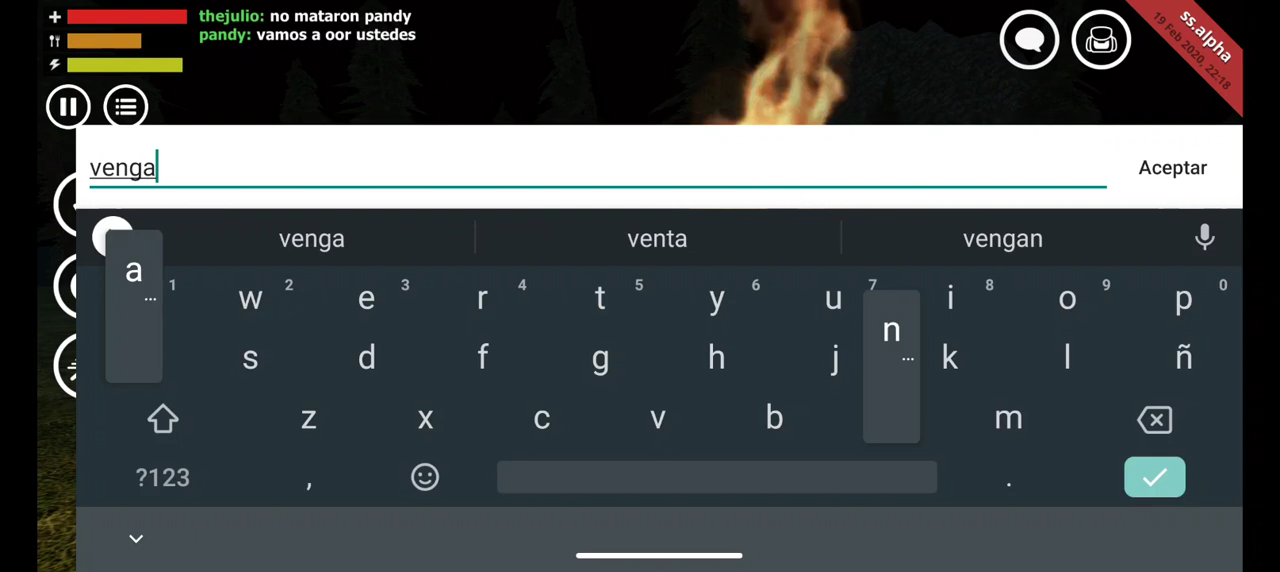 thejulio: no mataron pandy
pandy: vamos a oor ustedes
ss.alpha
19 Feb 2020, 22:18
venga
Aceptar
venga venta vengan
a ... 1 w 2 e 3 r 4 t 5 y 6 u 7 i 8 o 9 p 0
s d f g h j n ... k l ñ
z x c v b m
?123 , .